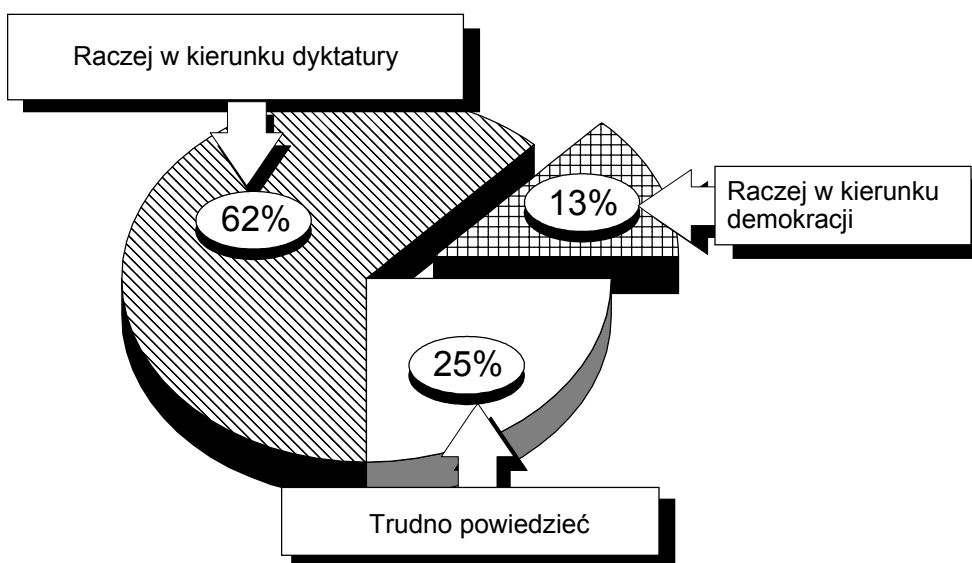 Raczej w kierunku dyktatury
62%
13%
Raczej w kierunku
demokracji
25%
Trudno powiedzieć